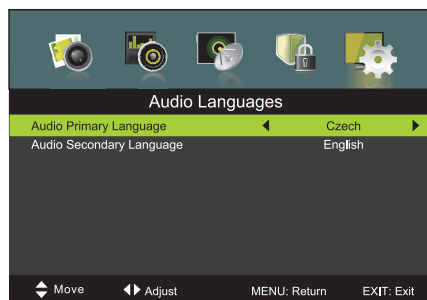 Audio Languages
Audio Primary Language Czech
Audio Secondary Language English
Move Adjust MENU: Return EXIT: Exit